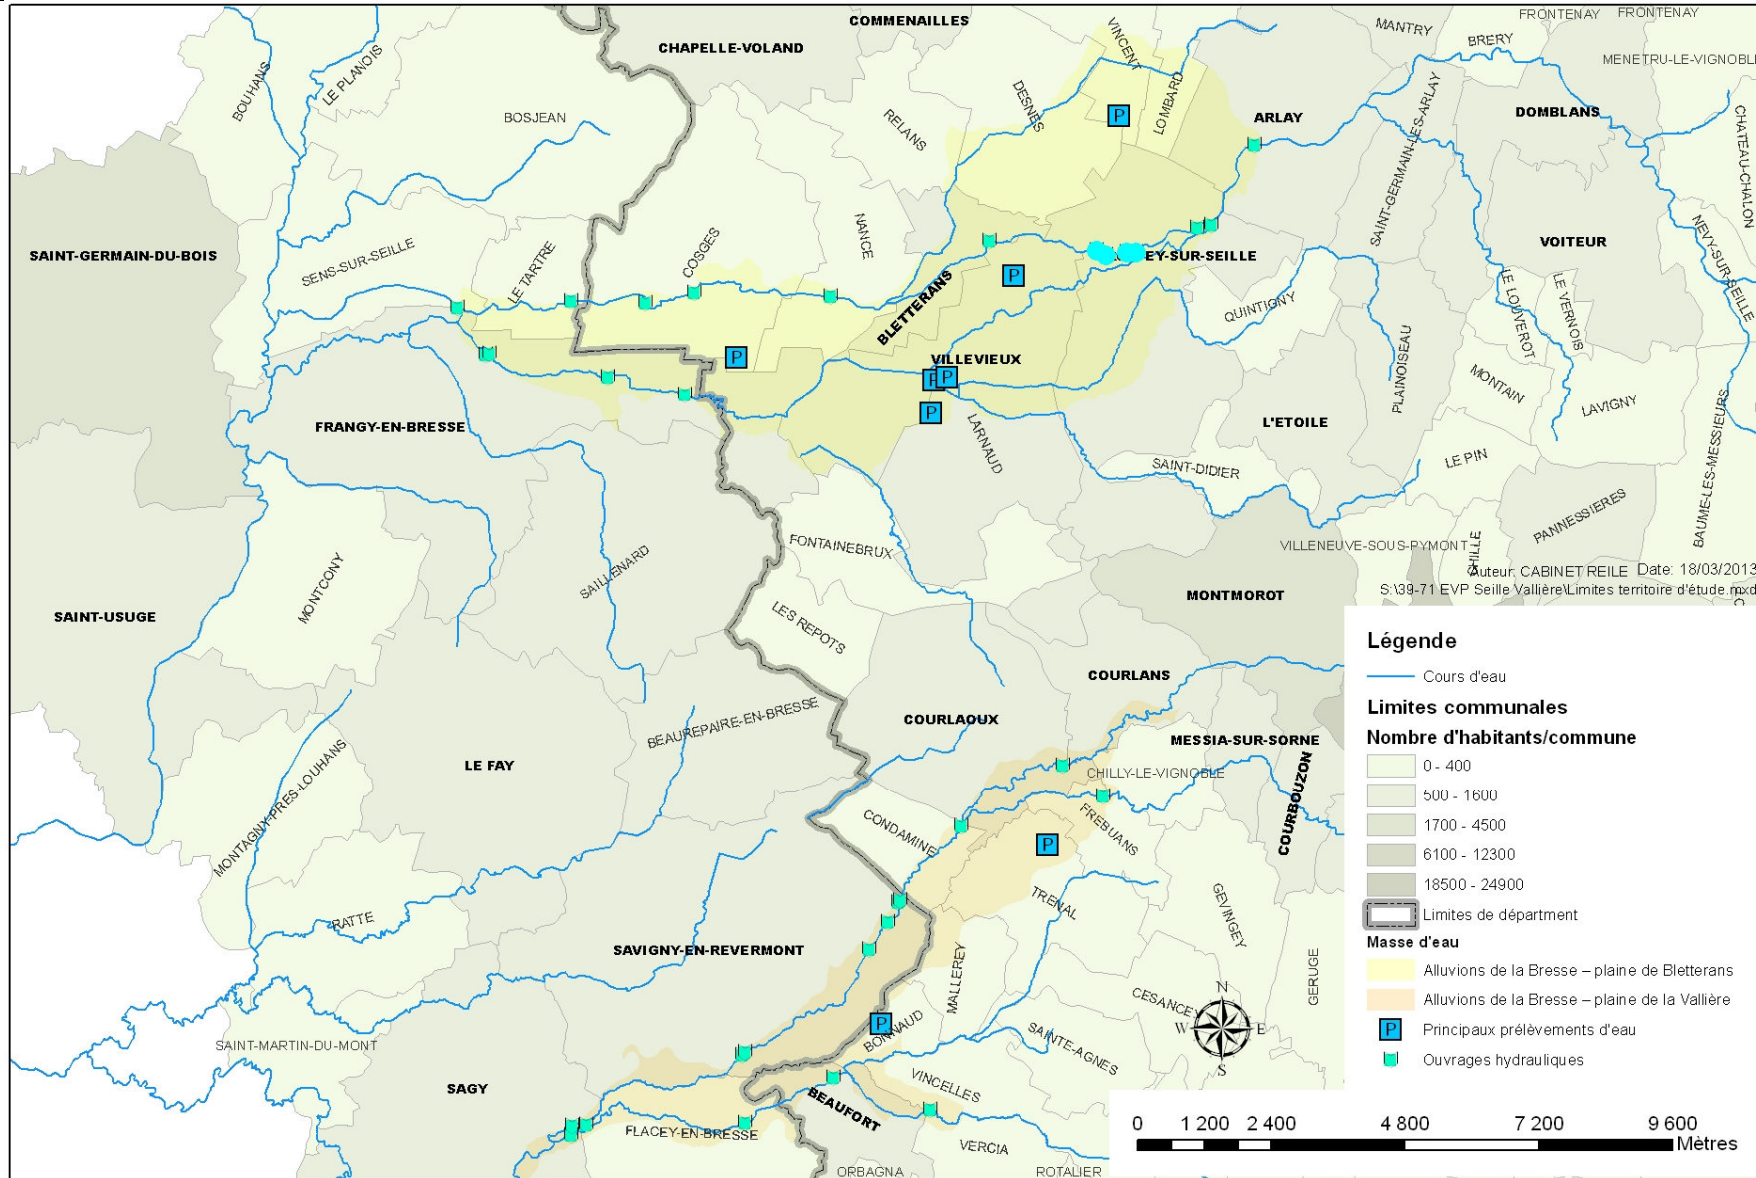 COMMENAILLES
CHAPELLE-VOLAND
VINCENT
MANTRY
FRONTENAY
FRONTENAY
BRERY
MENETRU-LE-VIGNOBLE
BOUHANS
LE PLANOIS
BOSJEAN
RELANS
DESNES
LOMBARD
ARLAY
SAINT-GERMAIN-LES-ARLAY
DOMBLANS
CHATEAU-CHALON
P
SAINT-GERMAIN-DU-BOIS
SENS-SUR-SEILLE
LE TARTRE
COSGES
NANCE
BLETTERANS
P
EY-SUR-SEILLE
VOITEUR
NEVY-SUR-SEILLE
QUINTIGNY
LE LOUVEROT
LE VERNOIS
P
VILLEVIEUX
P
P
P
PLAINOISEAU
MONTAIN
LAVIGNY
FRANGY-EN-BRESSE
LARNAUD
L'ETOILE
SAINT-DIDIER
LE PIN
BAUME-LES-MESSIEURS
PANNESSIERES
FONTAINEBRUX
VILLENEUVE-SOUS-PYMONT
CHILLE
MONTCONY
SAILLENARD
Auteur: CABINET REILE Date: 18/03/2013
S:\39-71 EVP Seille Vallière\Limites territoire d'étude.mxd
SAINT-USUGE
LES REPOTS
MONTMOROT
COURLANS
COURLAOUX
BEAUREPAIRE-EN-BRESSE
MESSIA-SUR-SORNE
LE FAY
CHILLY-LE-VIGNOBLE
COURBOUZON
MONTAGNY-PRES-LOUHANS
CONDAMINE
FREBUANS
P
TRENAL
GEVINGEY
RATTE
SAVIGNY-EN-REVERMONT
MALLEREY
GERUGE
CESANCEY
P
BONNAUD
SAINTE-AGNES
SAINT-MARTIN-DU-MONT
SAGY
VINCELLES
BEAUFORT
FLACEY-EN-BRESSE
VERCIA
ORBAGNA
ROTALIER
Légende
Cours d'eau
Limites communales
Nombre d'habitants/commune
0 - 400
500 - 1600
1700 - 4500
6100 - 12300
18500 - 24900
Limites de départment
Masse d'eau
Alluvions de la Bresse – plaine de Bletterans
Alluvions de la Bresse – plaine de la Vallière
P Principaux prélèvements d'eau
Ouvrages hydrauliques
N
W E
S
0 1 200 2 400 4 800 7 200 9 600
Mètres